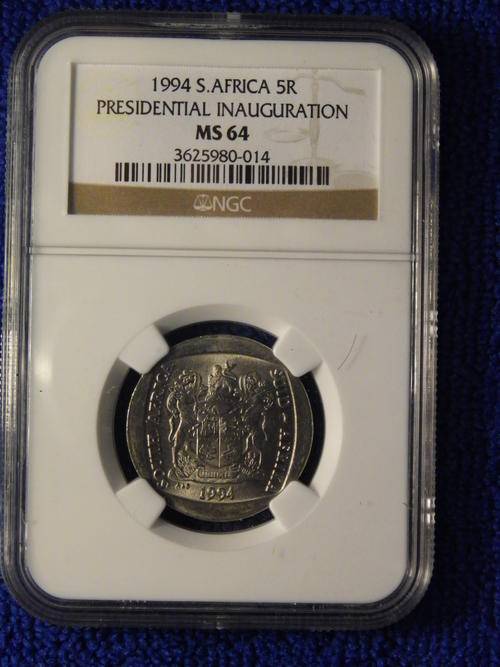 1994 S.AFRICA 5R
PRESIDENTIAL INAUGURATION
MS 64
3625980-014
NGC
SOUTH AFRICA
SUID-AFRIKA
1994